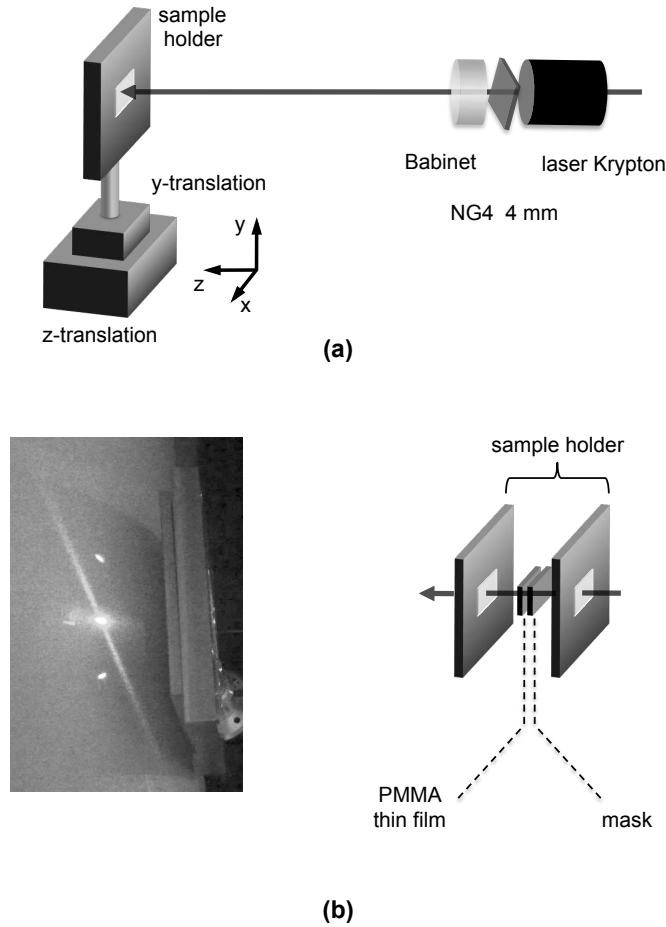 sample
holder
Babinet
laser Krypton
y-translation
NG4 4 mm
y
z
x
z-translation
(a)
sample holder
PMMA
thin film
mask
(b)